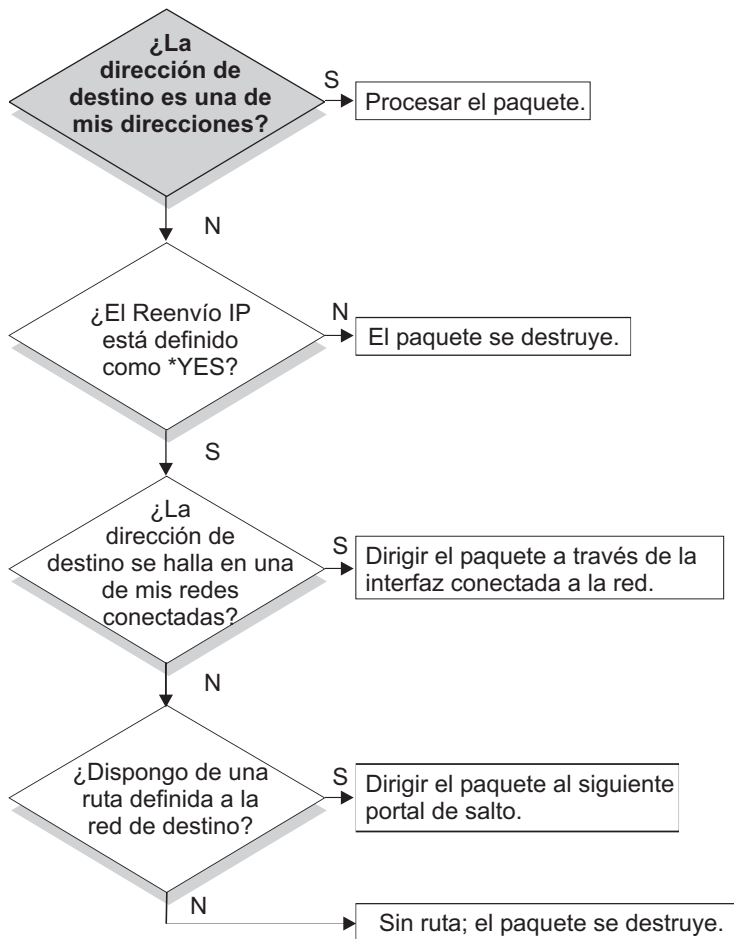 ¿La
dirección de
destino es una de
mis direcciones?
S
Procesar el paquete.
N
¿El Reenvío IP
está definido
como *YES?
N
El paquete se destruye.
S
¿La
dirección de
destino se halla en una
de mis redes
conectadas?
S
Dirigir el paquete a través de la
interfaz conectada a la red.
N
¿Dispongo de una
ruta definida a la
red de destino?
S
Dirigir el paquete al siguiente
portal de salto.
N
Sin ruta; el paquete se destruye.